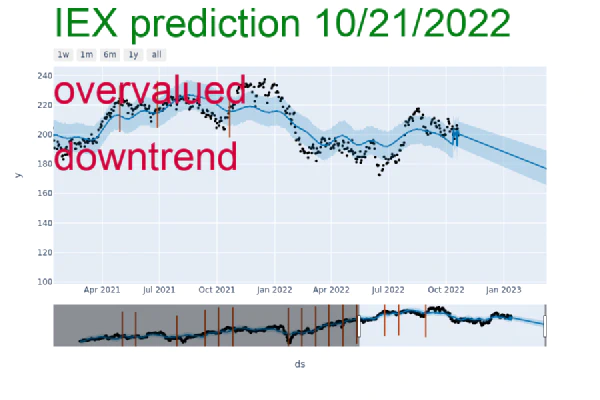 IEX prediction 10/21/2022
1w 1m 6m 1y all
overvalued
downtrend
240
220
200
180
160
140
120
100
y
Apr 2021 Jul 2021 Oct 2021 Jan 2022 Apr 2022 Jul 2022 Oct 2022 Jan 2023
ds